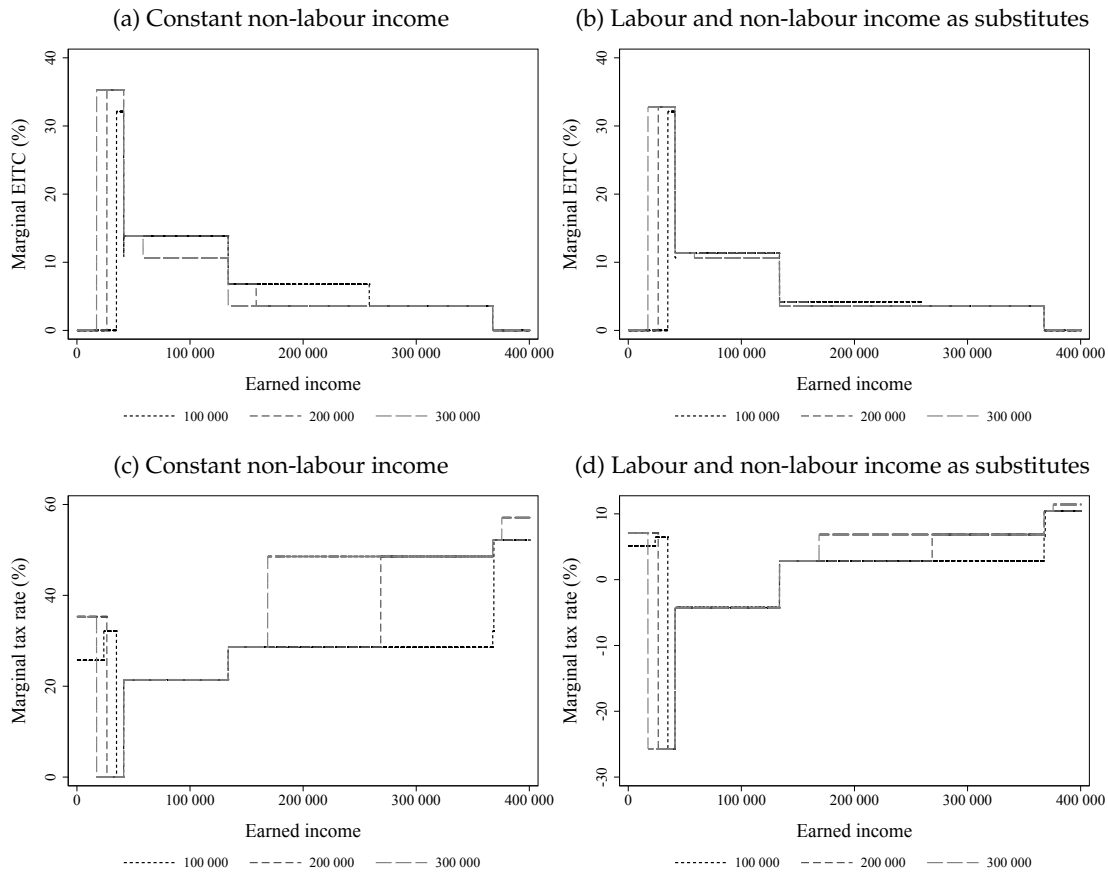 (a) Constant non-labour income
Marginal EITC (%)
40
30
20
10
0
0 100 000 200 000 300 000 400 000
Earned income
100 000 200 000 300 000
(b) Labour and non-labour income as substitutes
Marginal EITC (%)
40
30
20
10
0
0 100 000 200 000 300 000 400 000
Earned income
100 000 200 000 300 000
(c) Constant non-labour income
Marginal tax rate (%)
60
40
20
0
0 100 000 200 000 300 000 400 000
Earned income
100 000 200 000 300 000
(d) Labour and non-labour income as substitutes
Marginal tax rate (%)
10
0
-10
-20
-30
0 100 000 200 000 300 000 400 000
Earned income
100 000 200 000 300 000